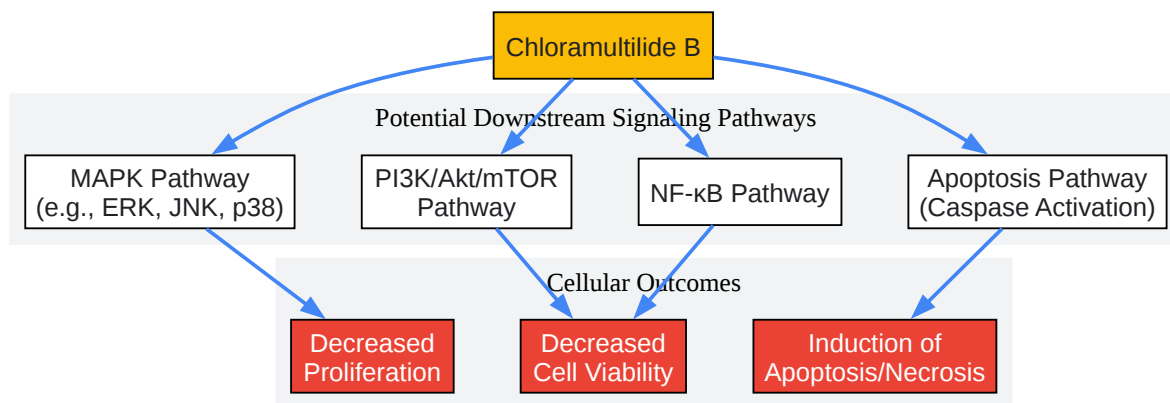 Chloramultilide B
Potential Downstream Signaling Pathways
MAPK Pathway
(e.g., ERK, JNK, p38)
PI3K/Akt/mTOR
Pathway
NF-κB Pathway
Apoptosis Pathway
(Caspase Activation)
Cellular Outcomes
Decreased
Proliferation
Decreased
Cell Viability
Induction of
Apoptosis/Necrosis